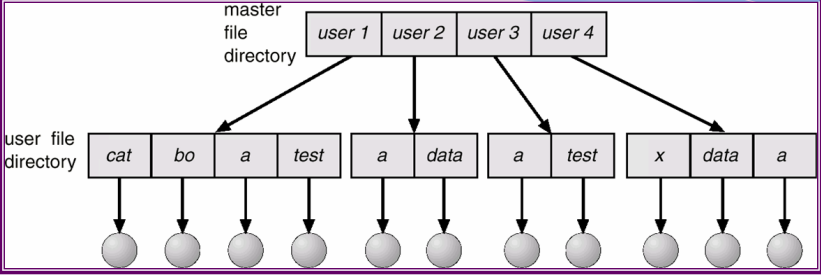 master
file
directory
user 1 user 2 user 3 user 4
user file
directory
cat bo a test a data a test x data a